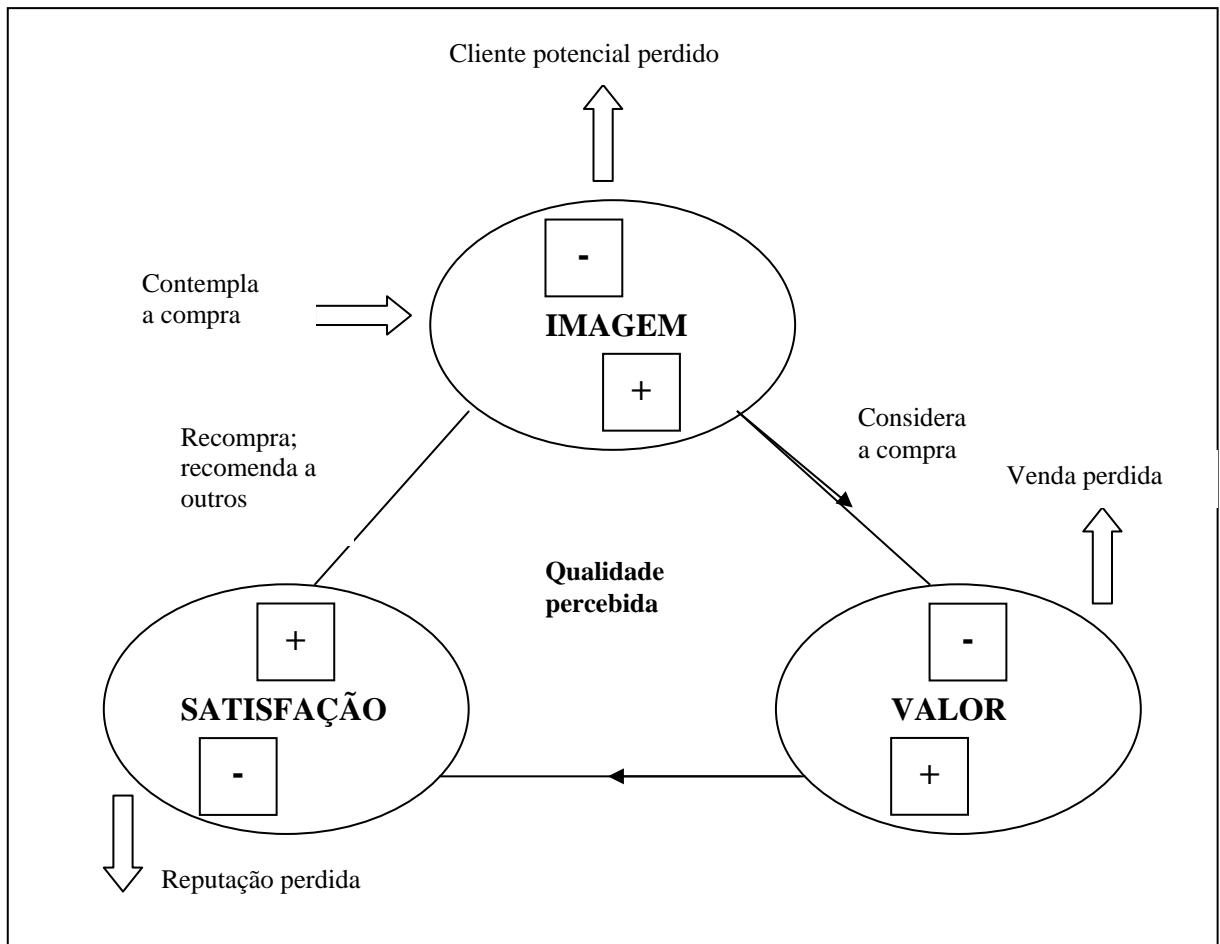 Cliente potencial perdido
-
Contempla
a compra
IMAGEM
+
Considera
a compra
Recompra;
recomenda a
outros
Venda perdida
Qualidade
percebida
+
SATISFAÇÃO
-
-
VALOR
+
Reputação perdida